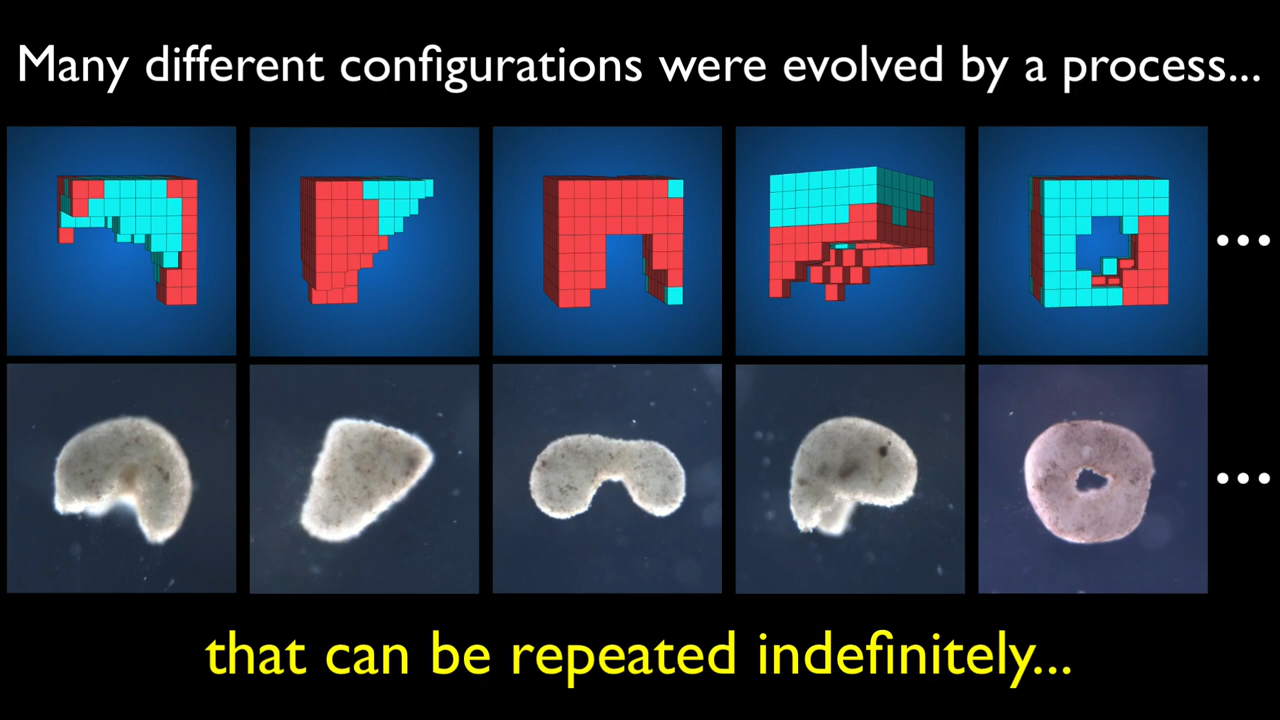 Many different configurations were evolved by a process...
...
...
that can be repeated indefinitely...